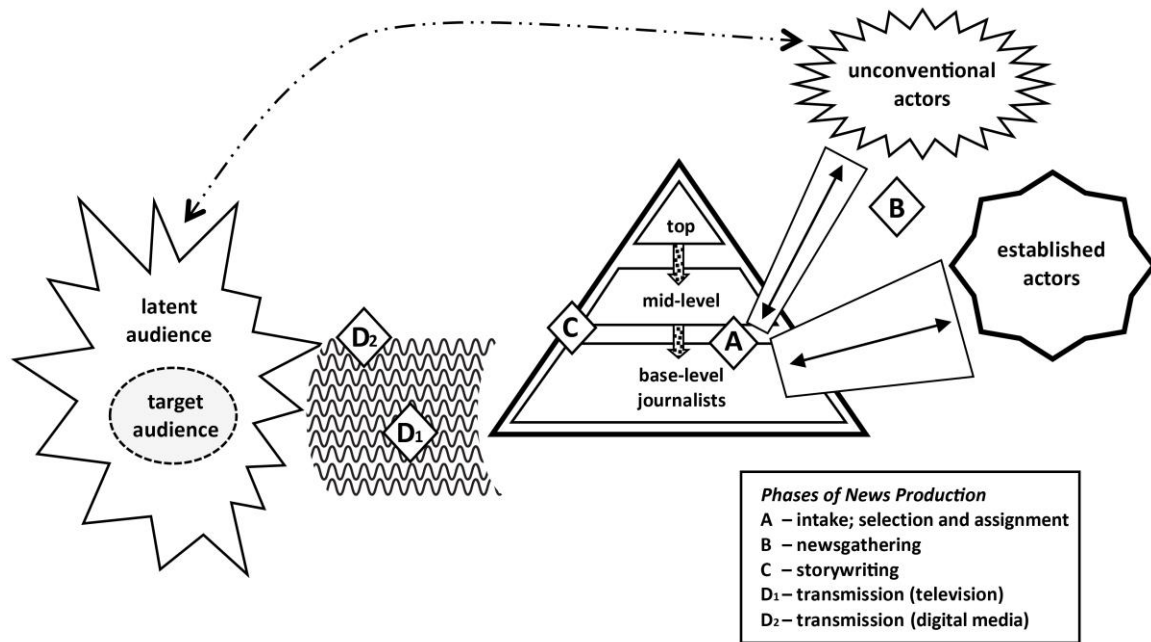 unconventional
actors
B
established
actors
top
mid-level
C
A
base-level
journalists
latent
audience
target
audience
D2
D1
Phases of News Production
A – intake; selection and assignment
B – newsgathering
C – storywriting
D1 – transmission (television)
D2 – transmission (digital media)